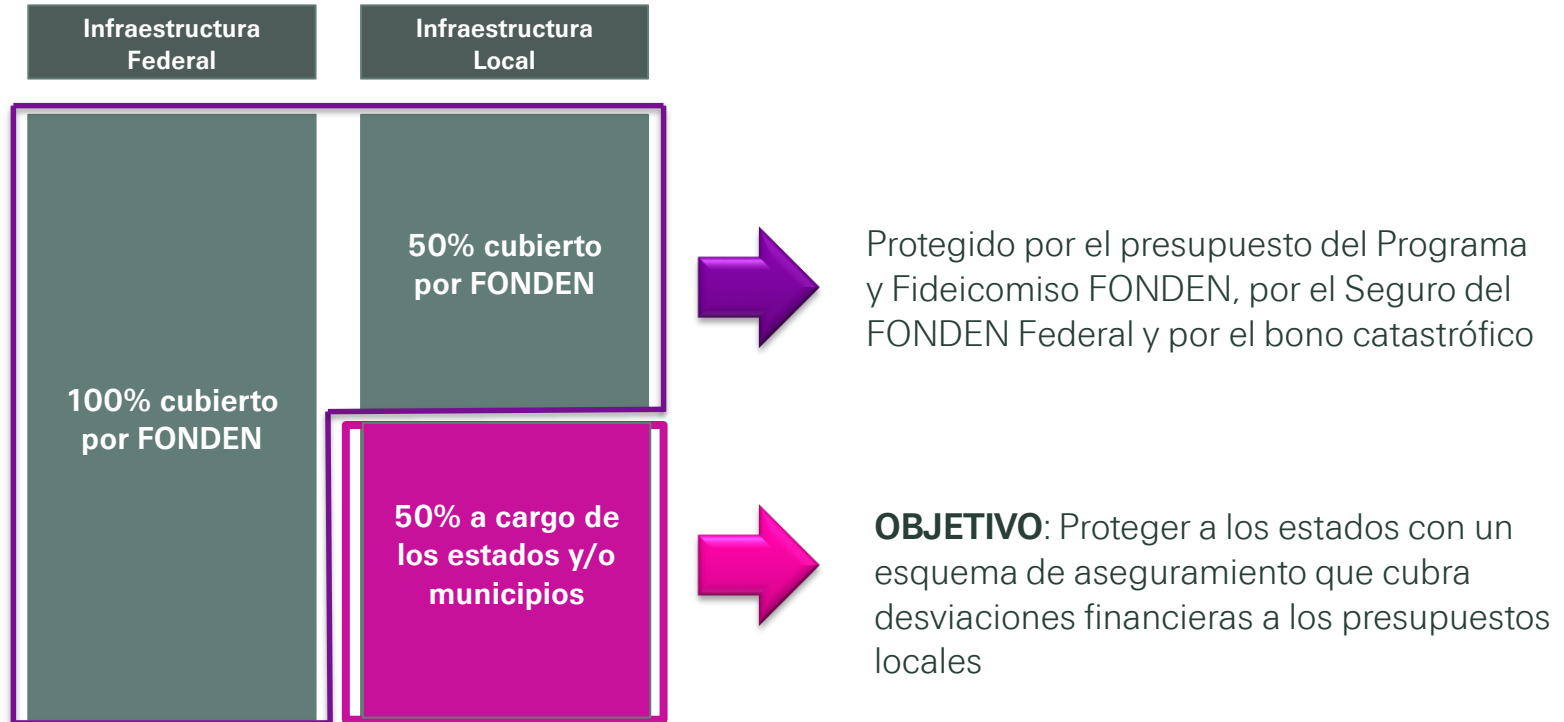 Infraestructura
Federal
Infraestructura
Local
100% cubierto
por FONDEN
50% cubierto
por FONDEN
Protegido por el presupuesto del Programa
y Fideicomiso FONDEN, por el Seguro del
FONDEN Federal y por el bono catastrófico
50% a cargo de
los estados y/o
municipios
OBJETIVO: Proteger a los estados con un
esquema de aseguramiento que cubra
desviaciones financieras a los presupuestos
locales